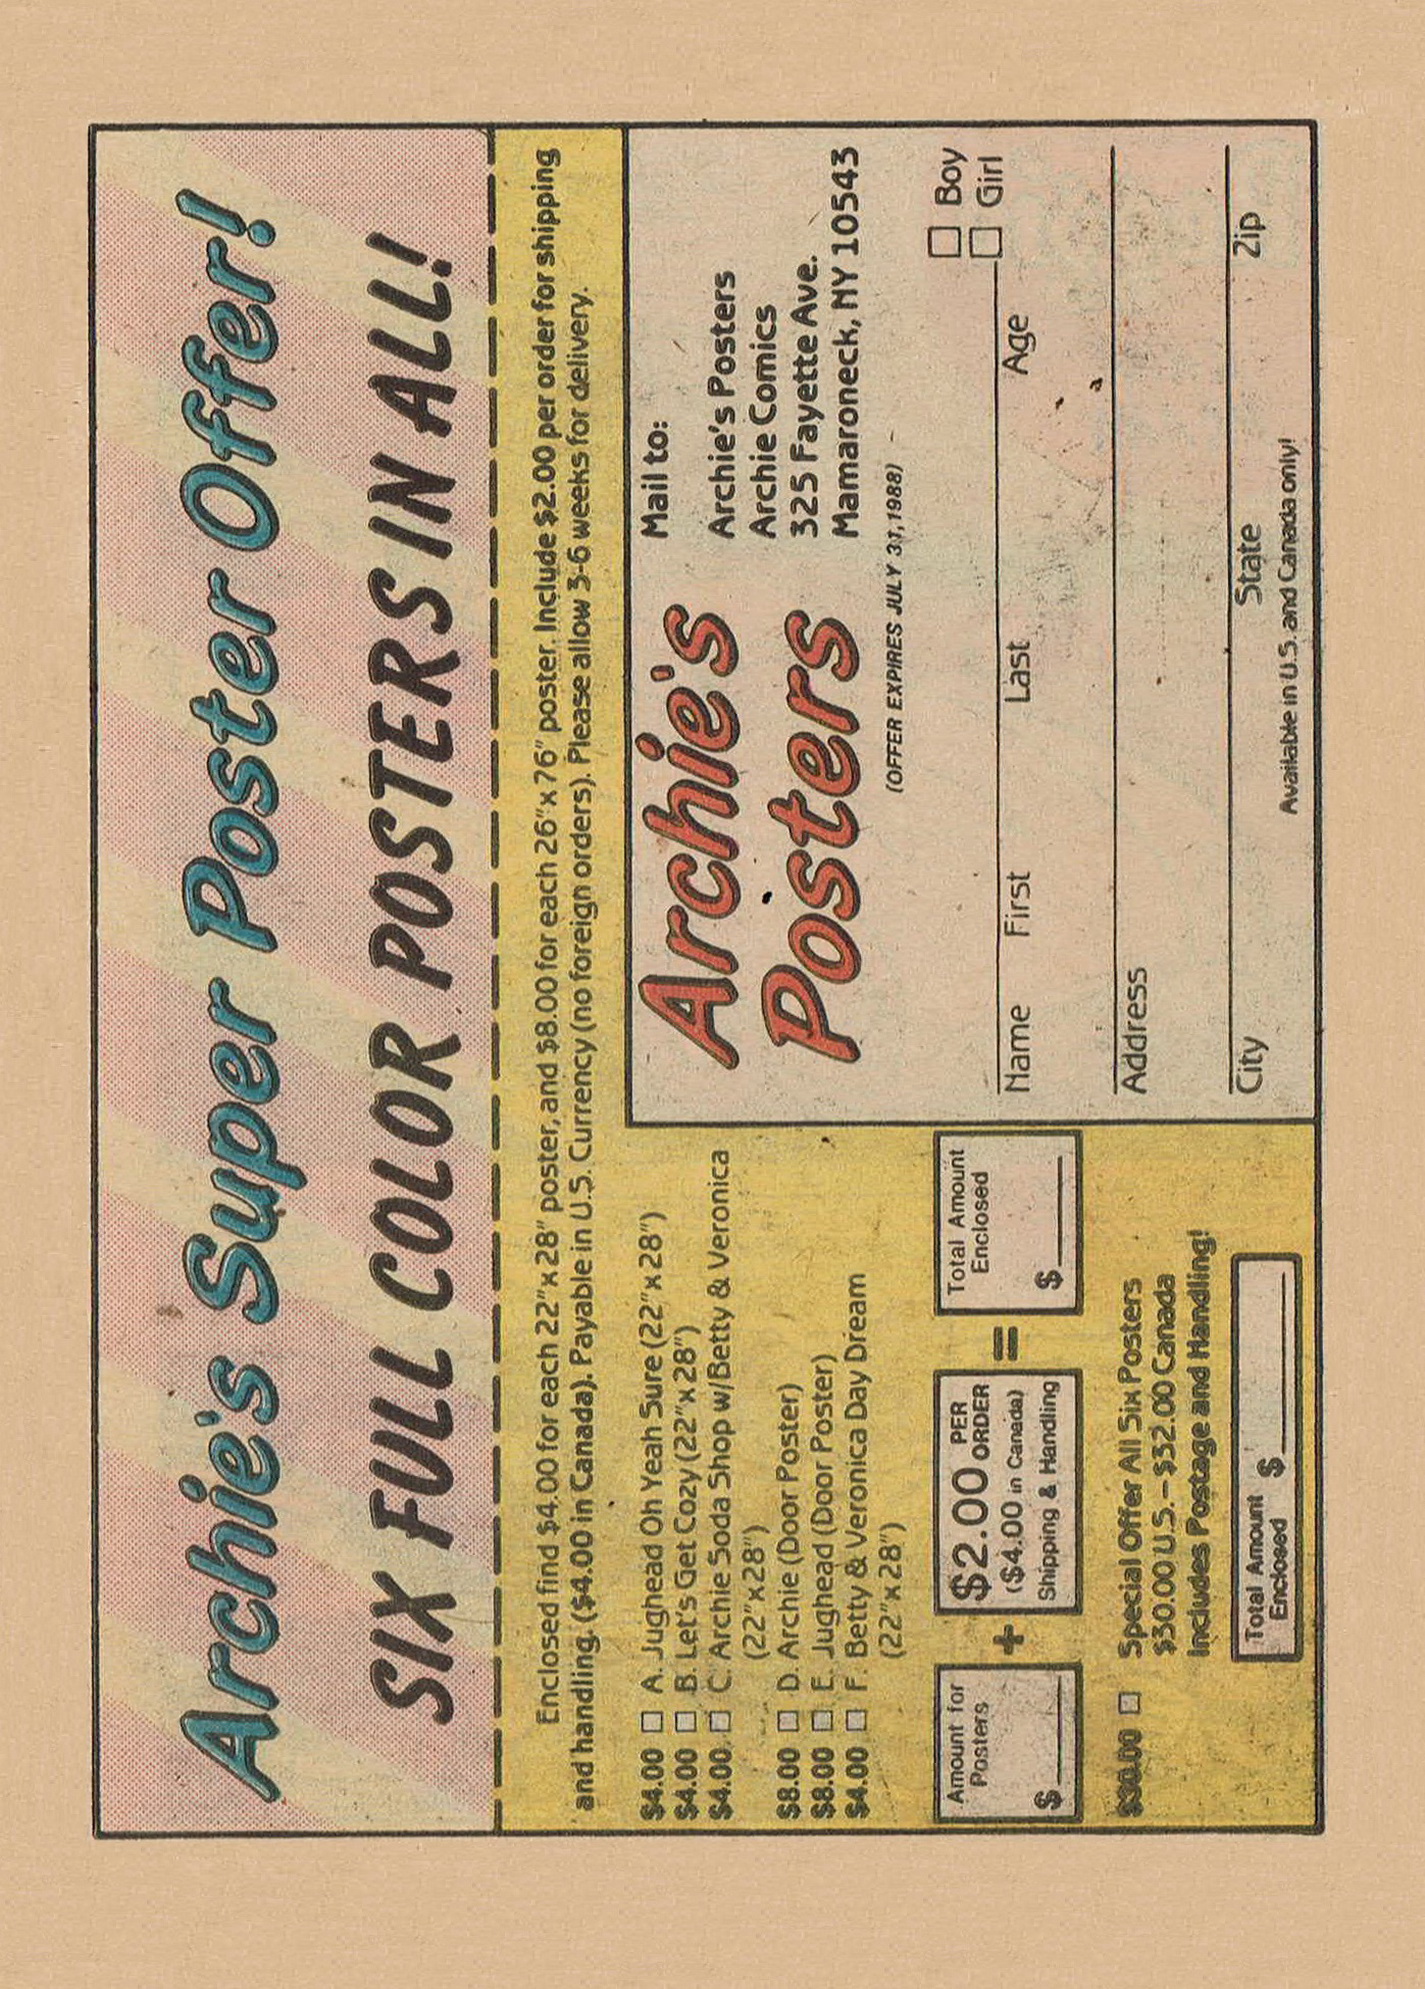 Archie's Super Poster Offer!
SIX FULL COLOR POSTERS IN ALL!
Enclosed find $4.00 for each 22"x 28" poster, and $8.00 for each 26"x 76" poster. Include $2.00 per order for shipping
and handling. ($4.00 in Canada). Payable in U.S. Currency (no foreign orders). Please allow 3-6 weeks for delivery.
$4.00 □ A. Jughead Oh Yeah Sure (22"x 28")
$4.00 □ B. Let's Get Cozy (22"x 28")
$4.00 □ C. Archie Soda Shop w/Betty & Veronica
(22"x28")
$8.00 □ D. Archie (Door Poster)
$8.00 □ E. Jughead (Door Poster)
$4.00 □ F. Betty & Veronica Day Dream
(22"x28")
Amount for
Posters
$
+
$2.00 PER ORDER
($4.00 in Canada)
Shipping & Handling
=
Total Amount
Enclosed
$
$30.00 □ Special Offer All Six Posters
$30.00 U.S.–$32.00 Canada
Includes Postage and Handling!
Total Amount
Enclosed $
Archie's
Posters
Mail to:
Archie's Posters
Archie Comics
325 Fayette Ave.
Mamaroneck, NY 10543
(OFFER EXPIRES JULY 31, 1988)
□ Boy
□ Girl
Name First Last Age
Address
City State Zip
Available in U.S. and Canada only!